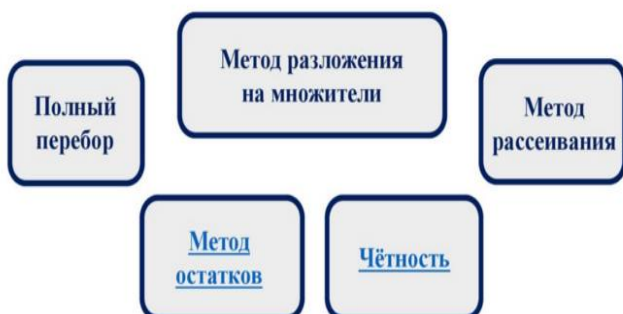 Метод разложения
на множители
Полный
перебор
Метод
рассеивания
Метод
остатков
Чётность